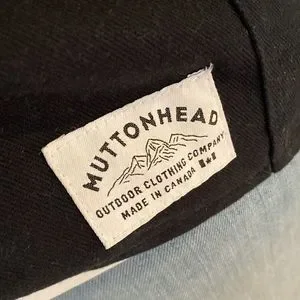 MUTTONHEAD
OUTDOOR CLOTHING COMPANY
MADE IN CANADA